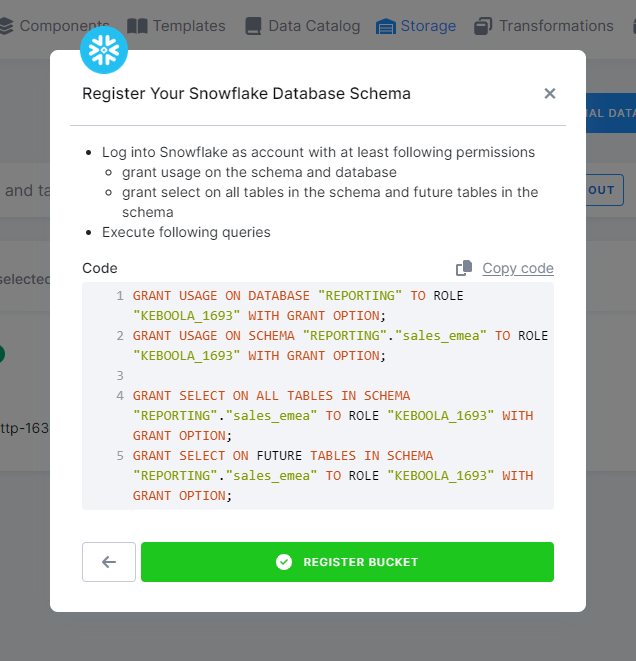 Components
Templates
Data Catalog
Storage
Transformations
Register Your Snowflake Database Schema
IAL DATA
Log into Snowflake as account with at least following permissions
grant usage on the schema and database
grant select on all tables in the schema and future tables in the
schema
and ta
OUT
Execute following queries
Code
Copy code
selected
1 GRANT USAGE ON DATABASE "REPORTING" TO ROLE
"KEBOOLA_1693" WITH GRANT OPTION;
2 GRANT USAGE ON SCHEMA "REPORTING"."sales_emea" TO ROLE
"KEBOOLA_1693" WITH GRANT OPTION;
3
4 GRANT SELECT ON ALL TABLES IN SCHEMA
"REPORTING"."sales_emea" TO ROLE "KEBOOLA_1693" WITH
GRANT OPTION;
5 GRANT SELECT ON FUTURE TABLES IN SCHEMA
"REPORTING"."sales_emea" TO ROLE "KEBOOLA_1693" WITH
GRANT OPTION;
ttp-163
REGISTER BUCKET